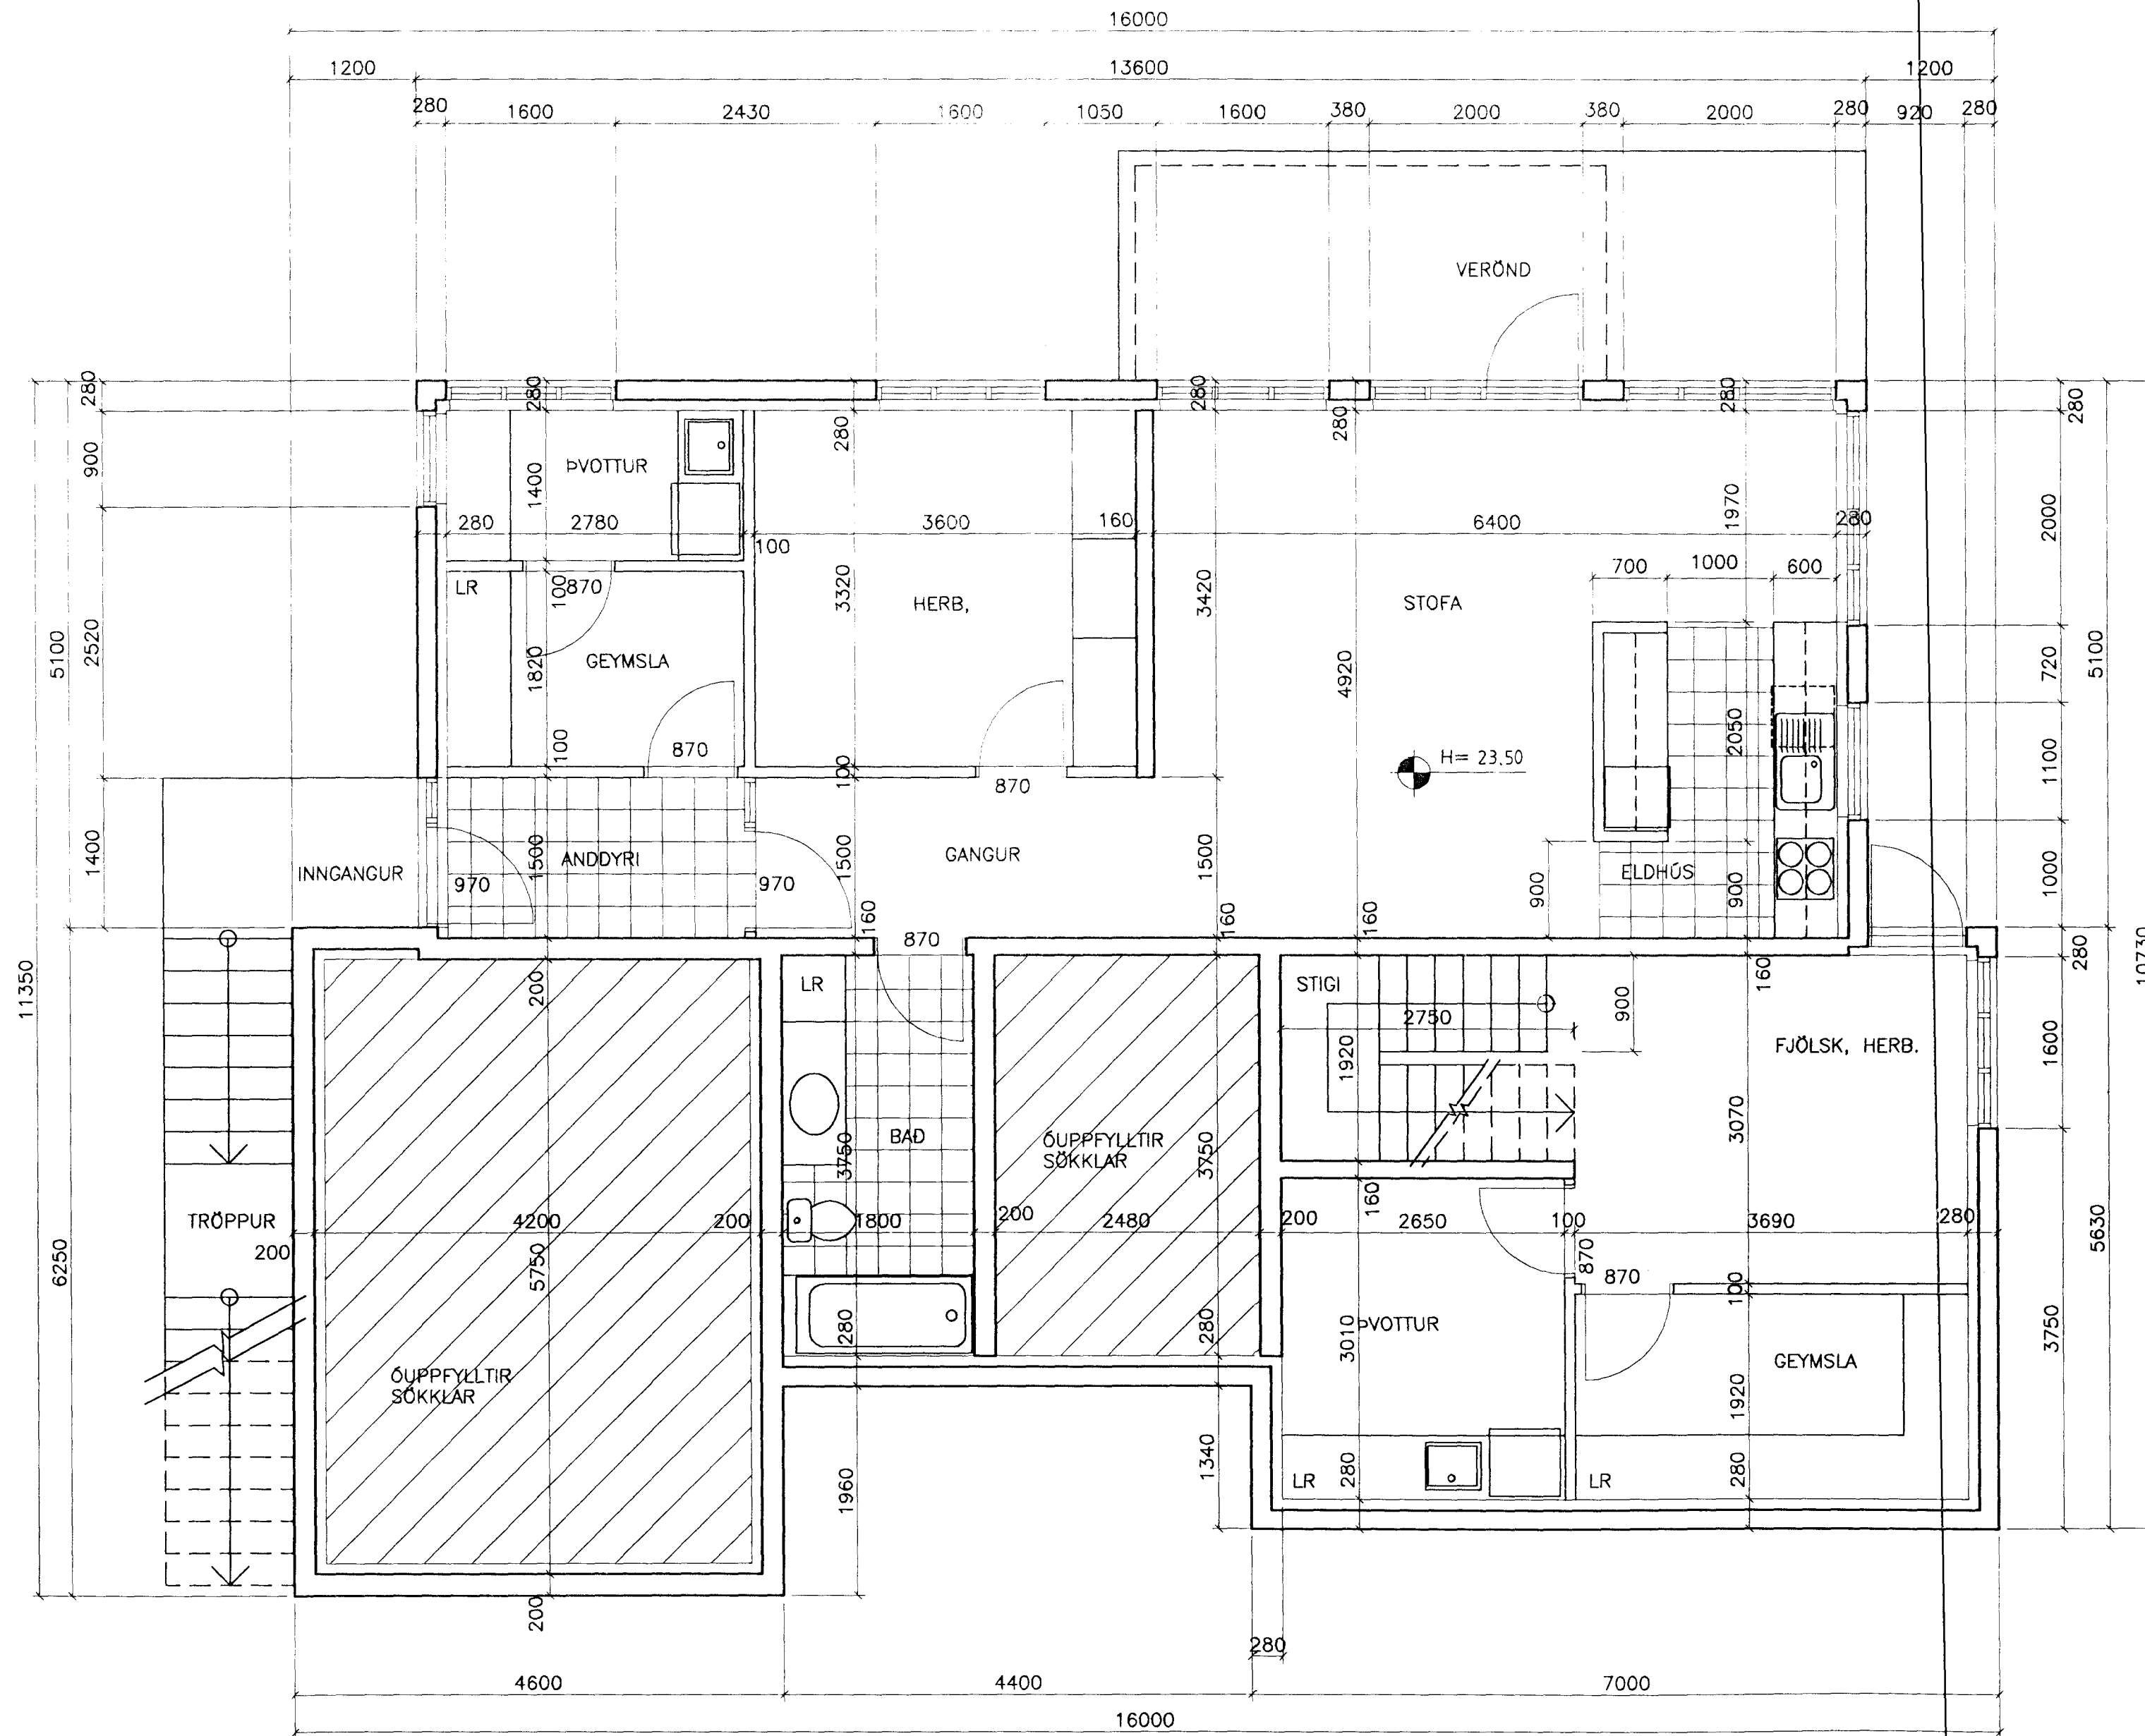 16000
1200 13600 1200
280 1600 2430 1600 1050 1600 380 2000 380 2000 280 920 280
VERÖND
280 280 280 280 280 280 280
900 1400 ÞVOTTUR 1970 2000
280 2780 100 3600 160 6400 280
700 1000 600
LR 100 870 3320 HERB, 3420 STOFA
11350 5100 2520 1820 GEYMSLA 4920 720 5100 10730
100 870 100 870 H= 23.50 2050 1100
1400 INNGANGUR 970 1500 ANDDYRI 970 1500 GANGUR 1500 900 ELDHÚS 900 1000
160 870 160 160 160 280
200 LR STIGI 2750 900
1920 FJÖLSK, HERB. 1600
BAÐ 3750 ÓUPPFYLLTIR
SÖKKLAR 3750 3070
TRÖPPUR 200 4200 200 1800 200 2480 200 160 2650 100 3690 280
6250 5750 870 870 100 5630
280 280 3010 ÞVOTTUR GEYMSLA 3750
ÓUPPFYLLTIR
SÖKKLAR
1960 1340 LR 280 LR 1920 280
200
280
4600 4400 7000
16000